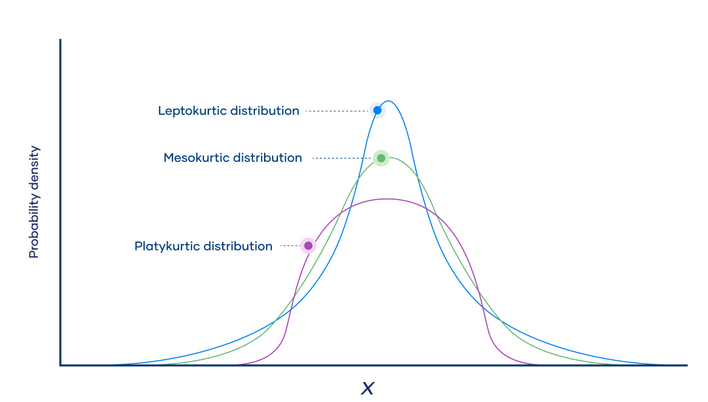 Leptokurtic distribution
Mesokurtic distribution
Probability density
Platykurtic distribution
X